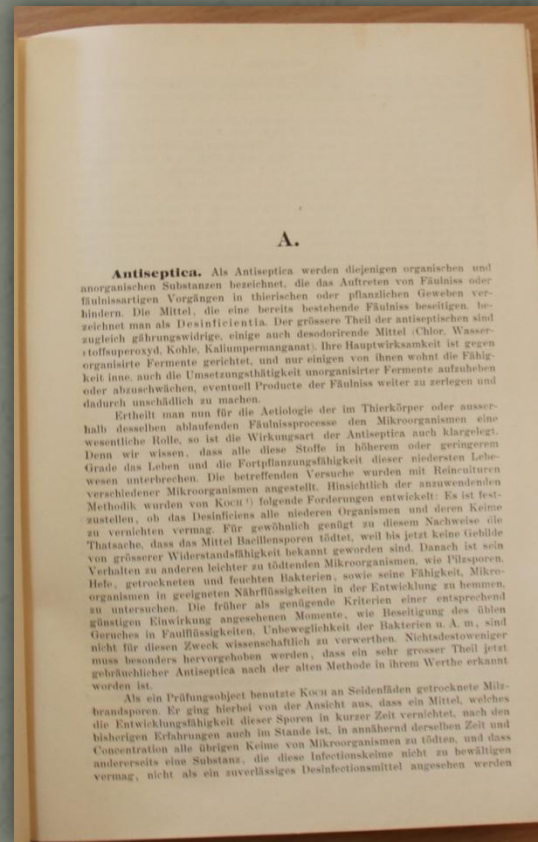 A.
Antiseptica. Als Antiseptica werden diejenigen organischen und
anorganischen Substanzen bezeichnet, die das Auftreten von Fäulniss oder
fäulnissartigen Vorgängen in thierischen oder pflanzlichen Geweben ver-
hindern. Die Mittel, die eine bereits bestehende Fäulniss beseitigen, be-
zeichnet man als Desinficientia. Der grössere Theil der antiseptischen sind
zugleich gährungswidrige, einige auch desodorirende Mittel (Chlor, Wasser-
stoffsuperoxyd, Kohle, Kaliumpermanganat). Ihre Hauptwirksamkeit ist gegen
organisirte Fermente gerichtet, und nur einigen von ihnen wohnt die Fähig-
keit inne, auch die Umsetzungsthätigkeit unorganisirter Fermente aufzuheben
oder abzuschwächen, eventuell Producte der Fäulniss weiter zu zerlegen und
dadurch unschädlich zu machen.
Ertheilt man nun für die Aetiologie der im Thierkörper oder ausser-
halb desselben ablaufenden Fäulnissprocesse den Mikroorganismen eine
wesentliche Rolle, so ist die Wirkungsart der Antiseptica auch klargelegt.
Denn wir wissen, dass alle diese Stoffe in höherem oder geringerem
Grade das Leben und die Fortpflanzungsfähigkeit dieser niedersten Lebe-
wesen unterbrechen. Die betreffenden Versuche wurden mit Reinculturen
verschiedener Mikroorganismen angestellt. Hinsichtlich der anzuwendenden
Methodik wurden von KOCH ¹) folgende Forderungen entwickelt: Es ist fest-
zustellen, ob das Desinficiens alle niederen Organismen und deren Keime
zu vernichten vermag. Für gewöhnlich genügt zu diesem Nachweise die
Thatsache, dass das Mittel Bacillensporen tödtet, weil bis jetzt keine Gebilde
von grösserer Widerstandsfähigkeit bekannt geworden sind. Danach ist sein
Verhalten zu anderen leichter zu tödtenden Mikroorganismen, wie Pilzsporen,
Hefe, getrockneten und feuchten Bakterien, sowie seine Fähigkeit, Mikro-
organismen in geeigneten Nährflüssigkeiten in der Entwicklung zu hemmen,
zu untersuchen. Die früher als genügende Kriterien einer entsprechend
günstigen Einwirkung angesehenen Momente, wie Beseitigung des üblen
Geruches in Faulflüssigkeiten, Unbeweglichkeit der Bakterien u. A. m., sind
nicht für diesen Zweck wissenschaftlich zu verwerthen. Nichtsdestoweniger
muss besonders hervorgehoben werden, dass ein sehr grosser Theil jetzt
gebräuchlicher Antiseptica nach der alten Methode in ihrem Werthe erkannt
worden ist.
Als ein Prüfungsobject benutzte KOCH an Seidenfäden getrocknete Milz-
brandsporen. Er ging hierbei von der Ansicht aus, dass ein Mittel, welches
die Entwicklungsfähigkeit dieser Sporen in kurzer Zeit vernichtet, nach den
bisherigen Erfahrungen auch im Stande ist, in annähernd derselben Zeit und
Concentration alle übrigen Keime von Mikroorganismen zu tödten, und dass
andererseits eine Substanz, die diese Infectionskeime nicht zu bewältigen
vermag, nicht als ein zuverlässiges Desinfectionsmittel angesehen werden